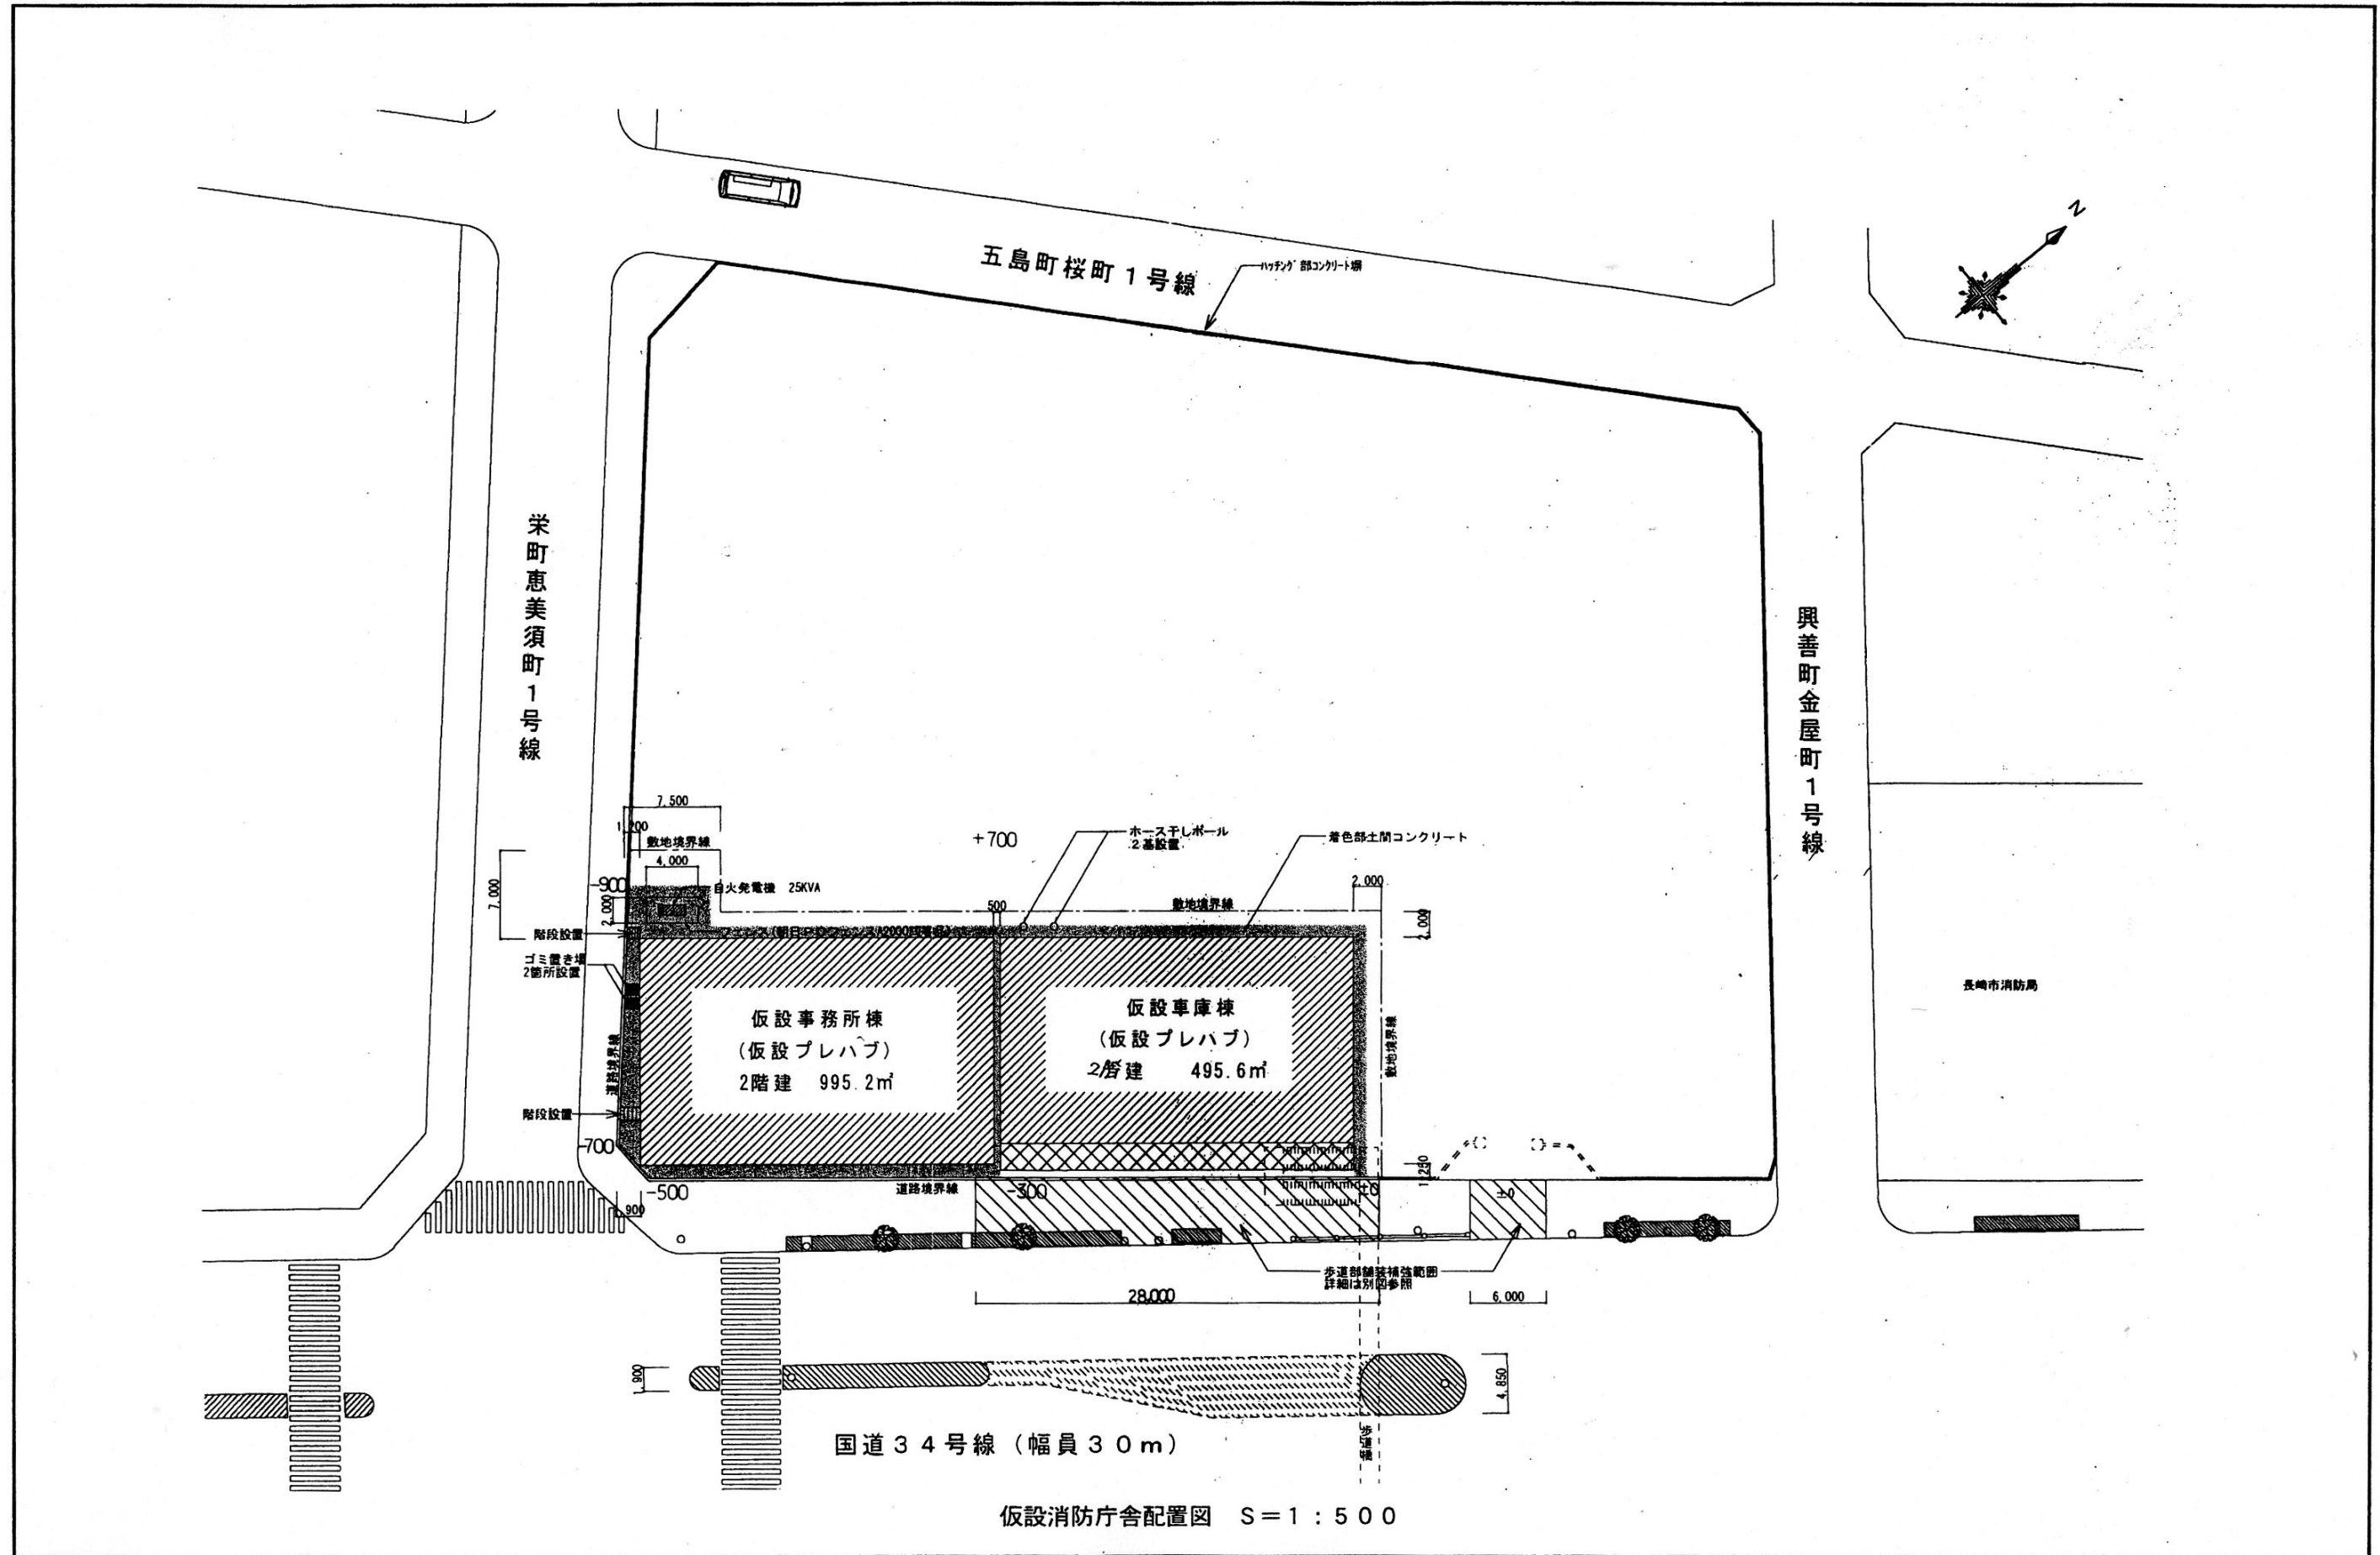 N
五島町桜町1号線
ハッチング部コンクリート塀
栄町恵美須町1号線
興善町金屋町1号線
7,500
1,200
敷地境界線
4,000
7,000
-900
2,000
自火発電機 25KVA
+700
ホース干しポール
2基設置
着色部土間コンクリート
2,000
500
敷地境界線
2,000
階段設置
ゴミ置き場
2箇所設置
道路境界線
敷地境界線
仮設事務所棟
(仮設プレハブ)
2階建 995.2㎡
仮設車庫棟
(仮設プレハブ)
2階建 495.6㎡
長崎市消防局
階段設置
-700
-500
900
道路境界線
-300
±0
1,250
±0
歩道部舗装補強範囲
詳細は別図参照
28,000
6,000
900
4,850
歩道橋
国道34号線(幅員30m)
仮設消防庁舎配置図 S=1:500